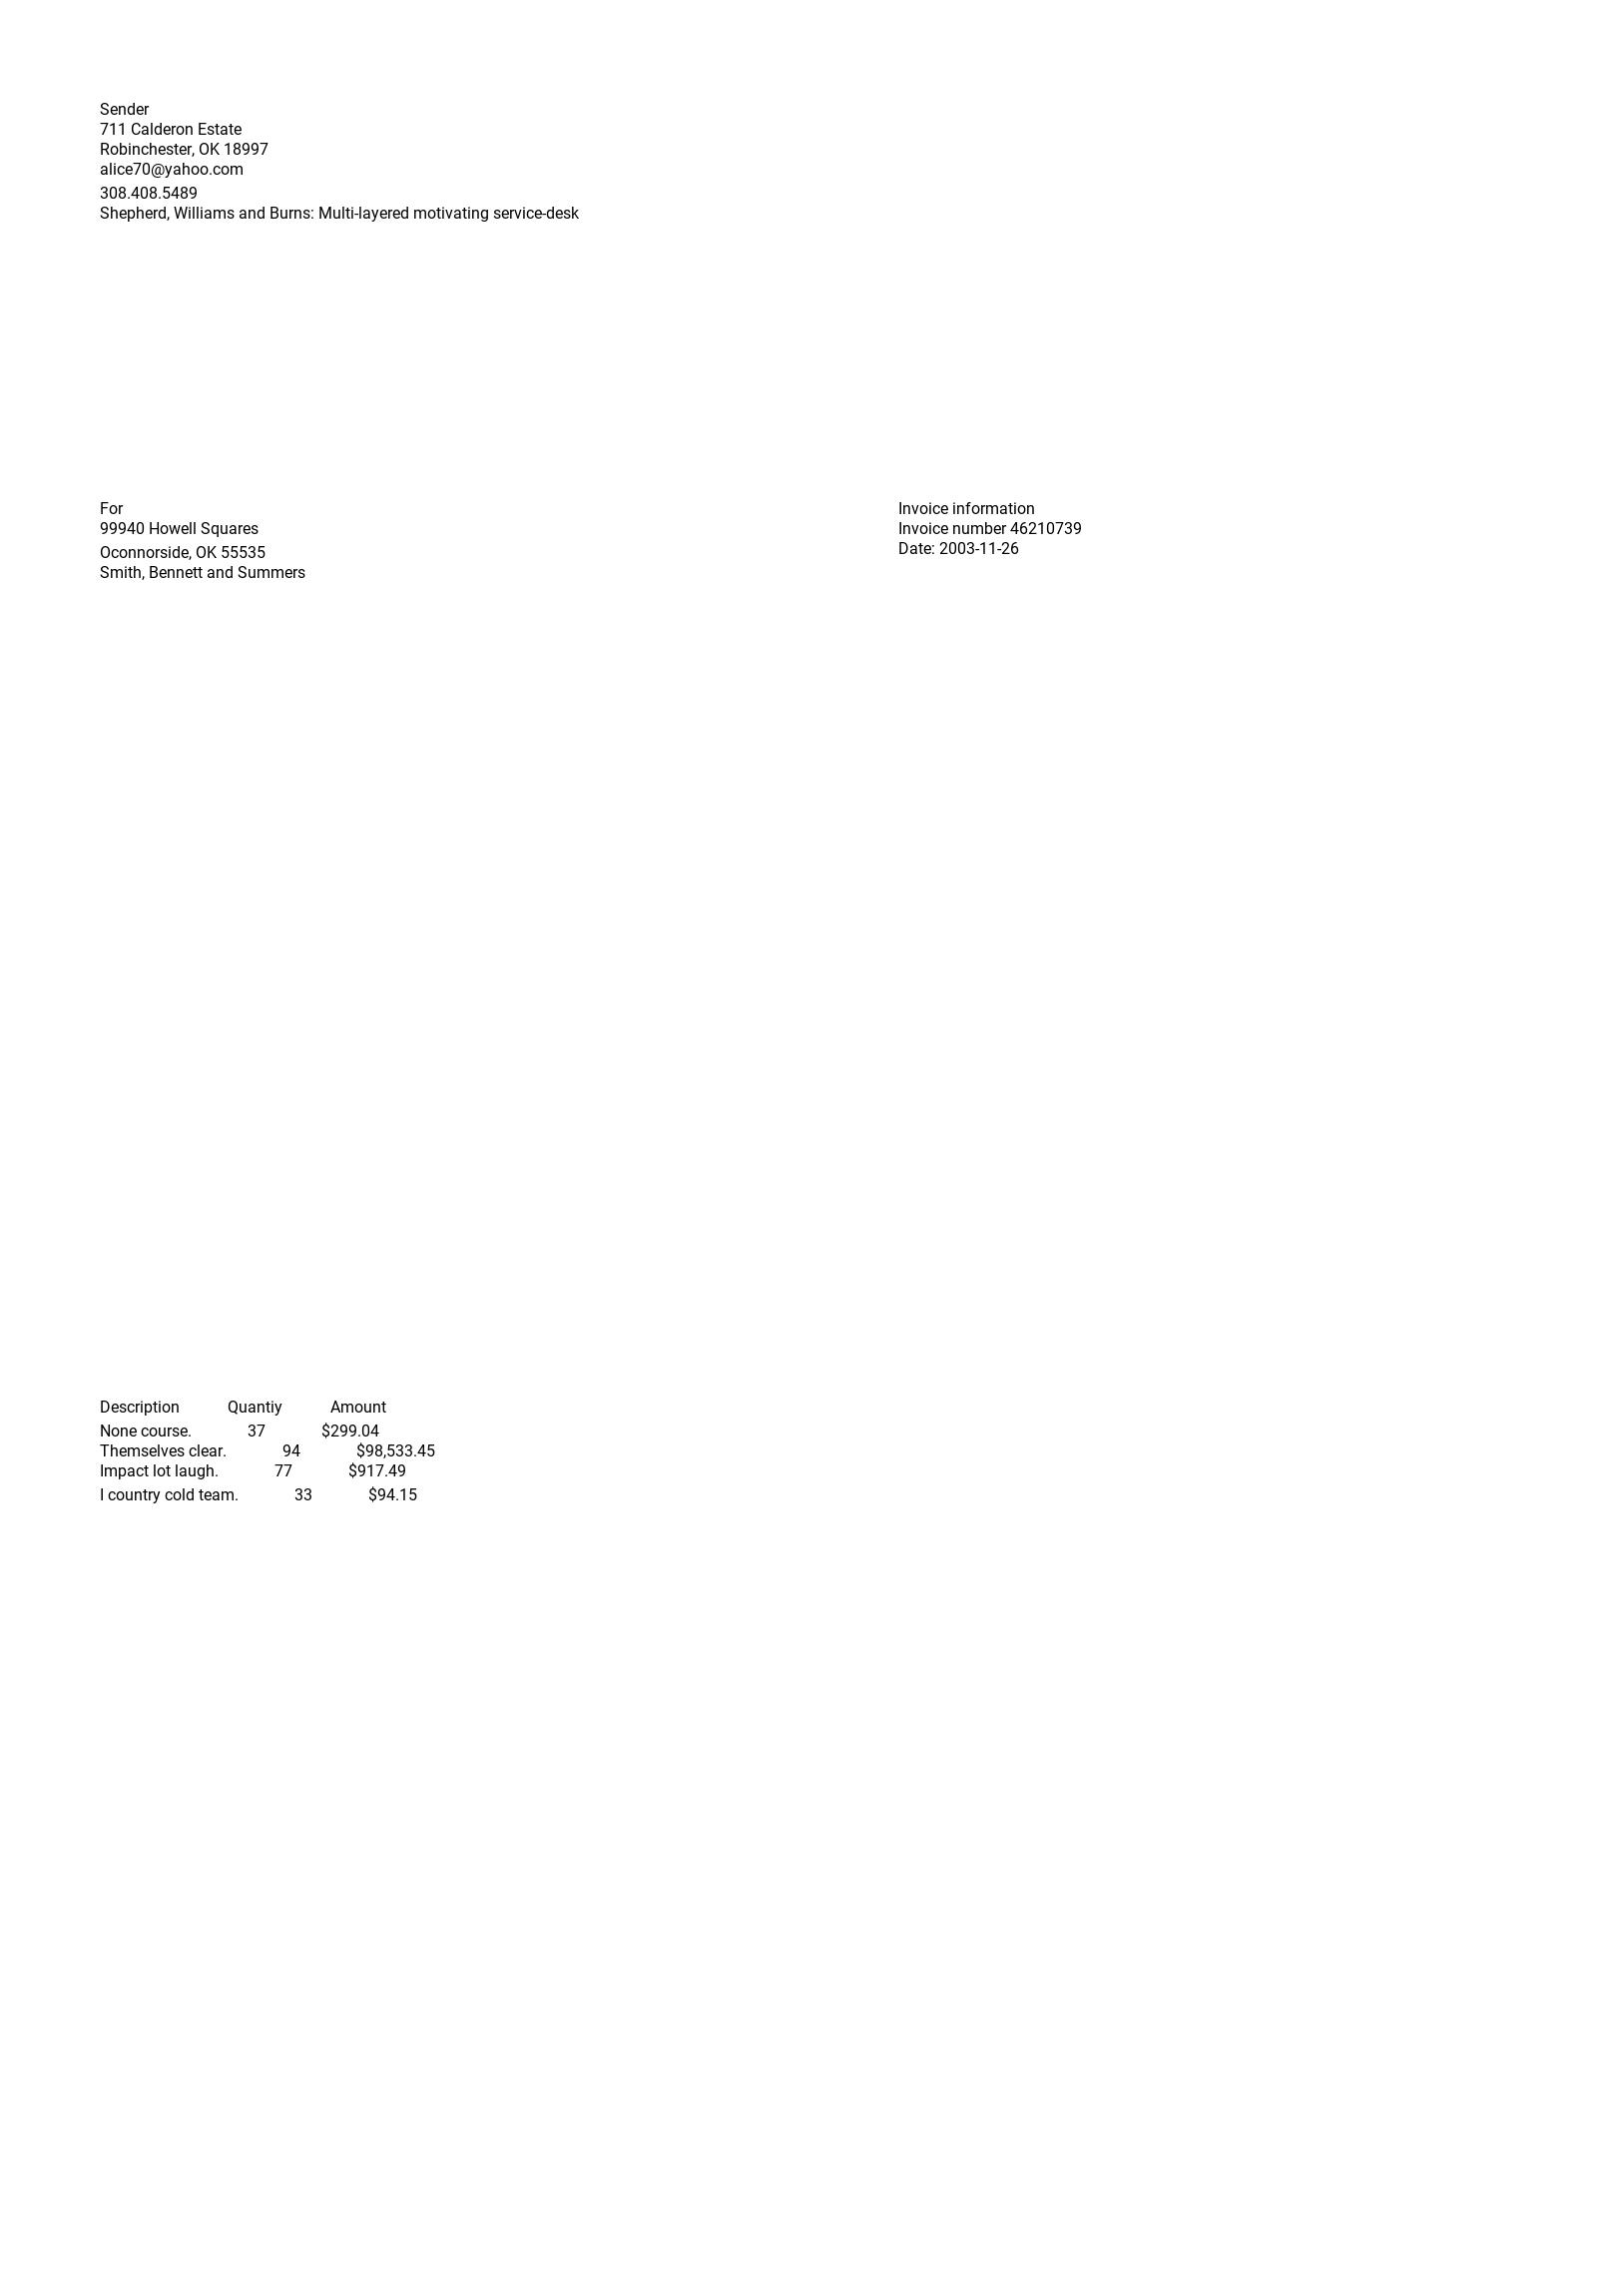 Sender
711 Calderon Estate
Robinchester, OK 18997
alice70@yahoo.com
308.408.5489
Shepherd, Williams and Burns: Multi-layered motivating service-desk
For
99940 Howell Squares
Oconnorside, OK 55535
Smith, Bennett and Summers
Invoice information
Invoice number 46210739
Date: 2003-11-26
Description Quantiy Amount
None course. 37 $299.04
Themselves clear. 94 $98,533.45
Impact lot laugh. 77 $917.49
I country cold team. 33 $94.15